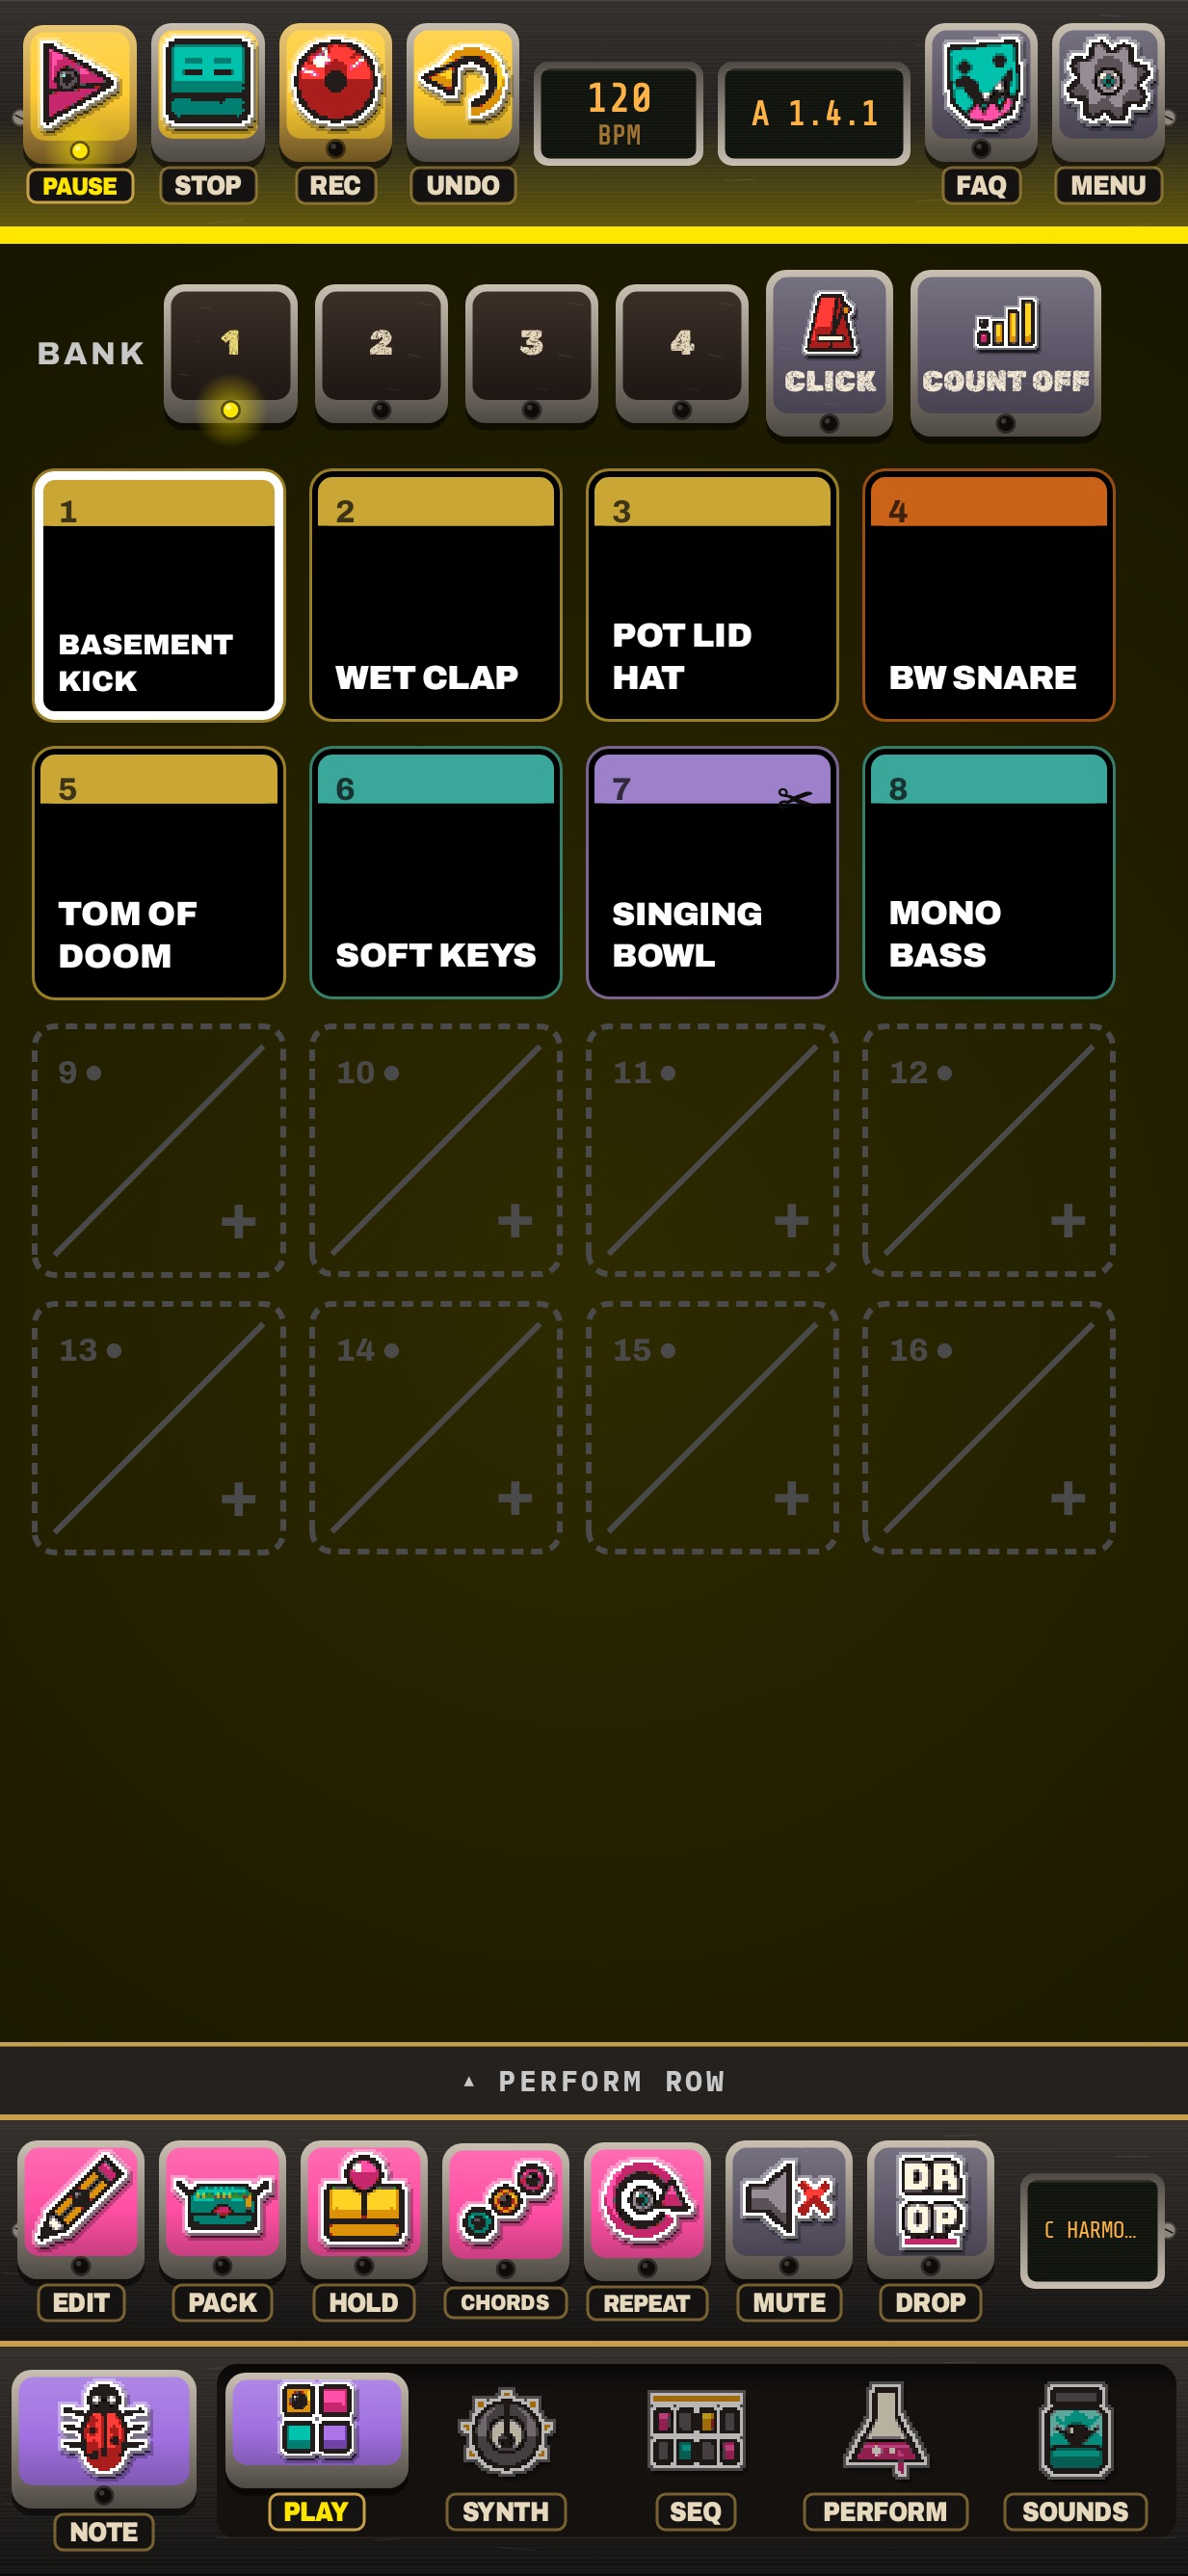 120
BPM
A 1.4.1
PAUSE
STOP
REC
UNDO
FAQ
MENU
BANK
1
2
3
4
CLICK
COUNT OFF
1
BASEMENT
KICK
2
WET CLAP
3
POT LID
HAT
4
BW SNARE
5
TOM OF
DOOM
6
SOFT KEYS
7
SINGING
BOWL
8
MONO
BASS
9
10
11
12
13
14
15
16
▲ PERFORM ROW
DR
OP
C HARMO…
EDIT
PACK
HOLD
CHORDS
REPEAT
MUTE
DROP
NOTE
PLAY
SYNTH
SEQ
PERFORM
SOUNDS